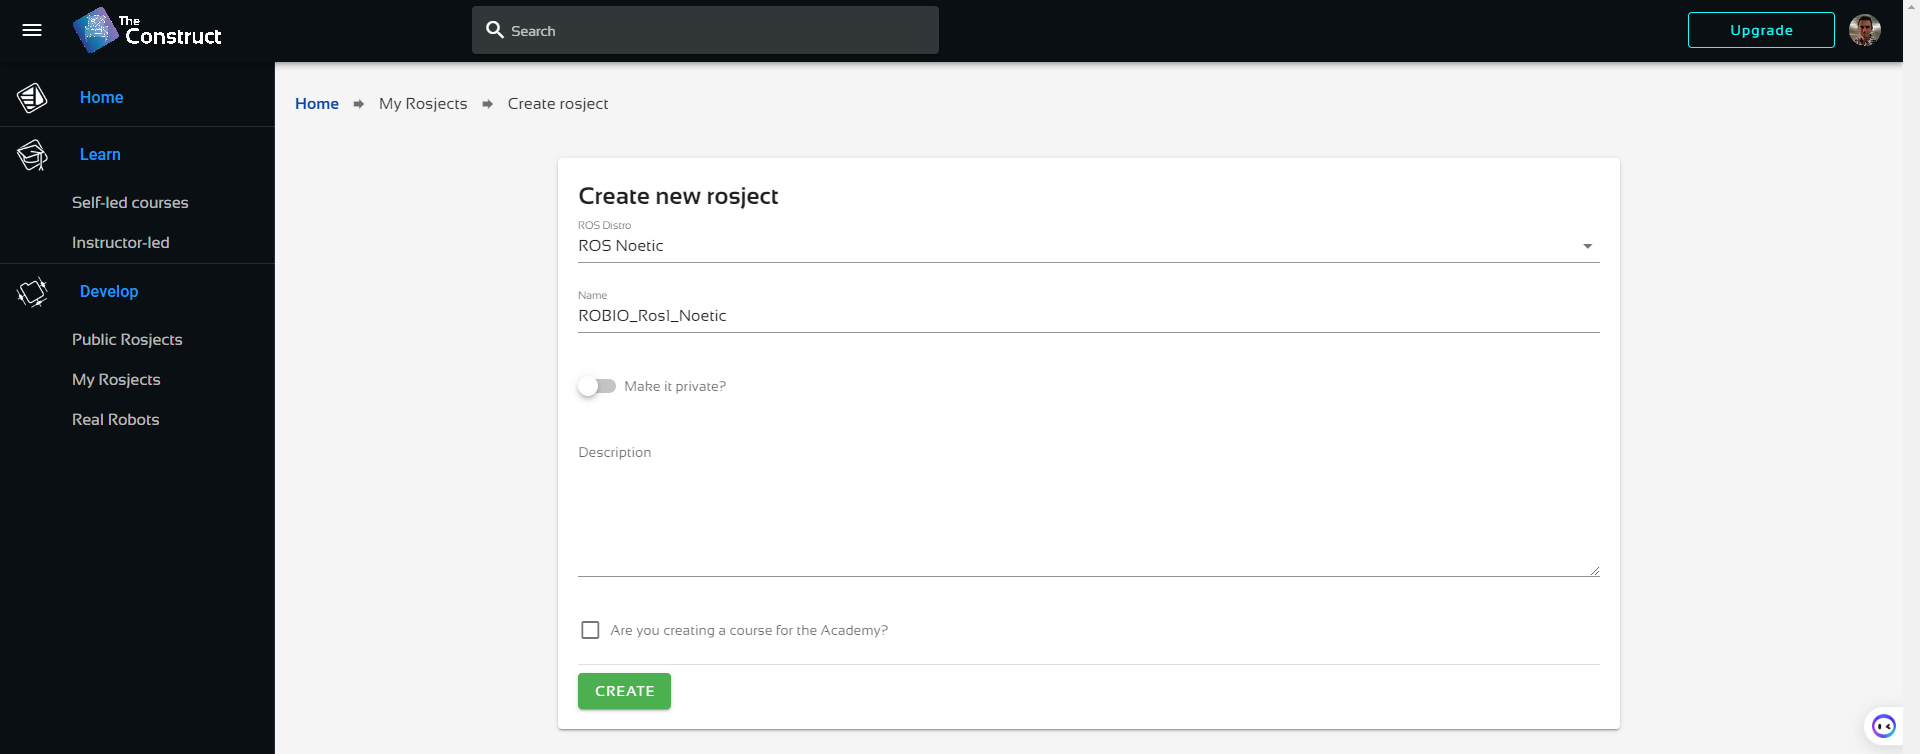 The
Construct
Search
Upgrade
Home
Learn
Self-led courses
Instructor-led
Develop
Public Rosjects
My Rosjects
Real Robots
Home My Rosjects Create rosject
Create new rosject
ROS Distro
ROS Noetic
Name
ROBIO_Ros1_Noetic
Make it private?
Description
Are you creating a course for the Academy?
CREATE